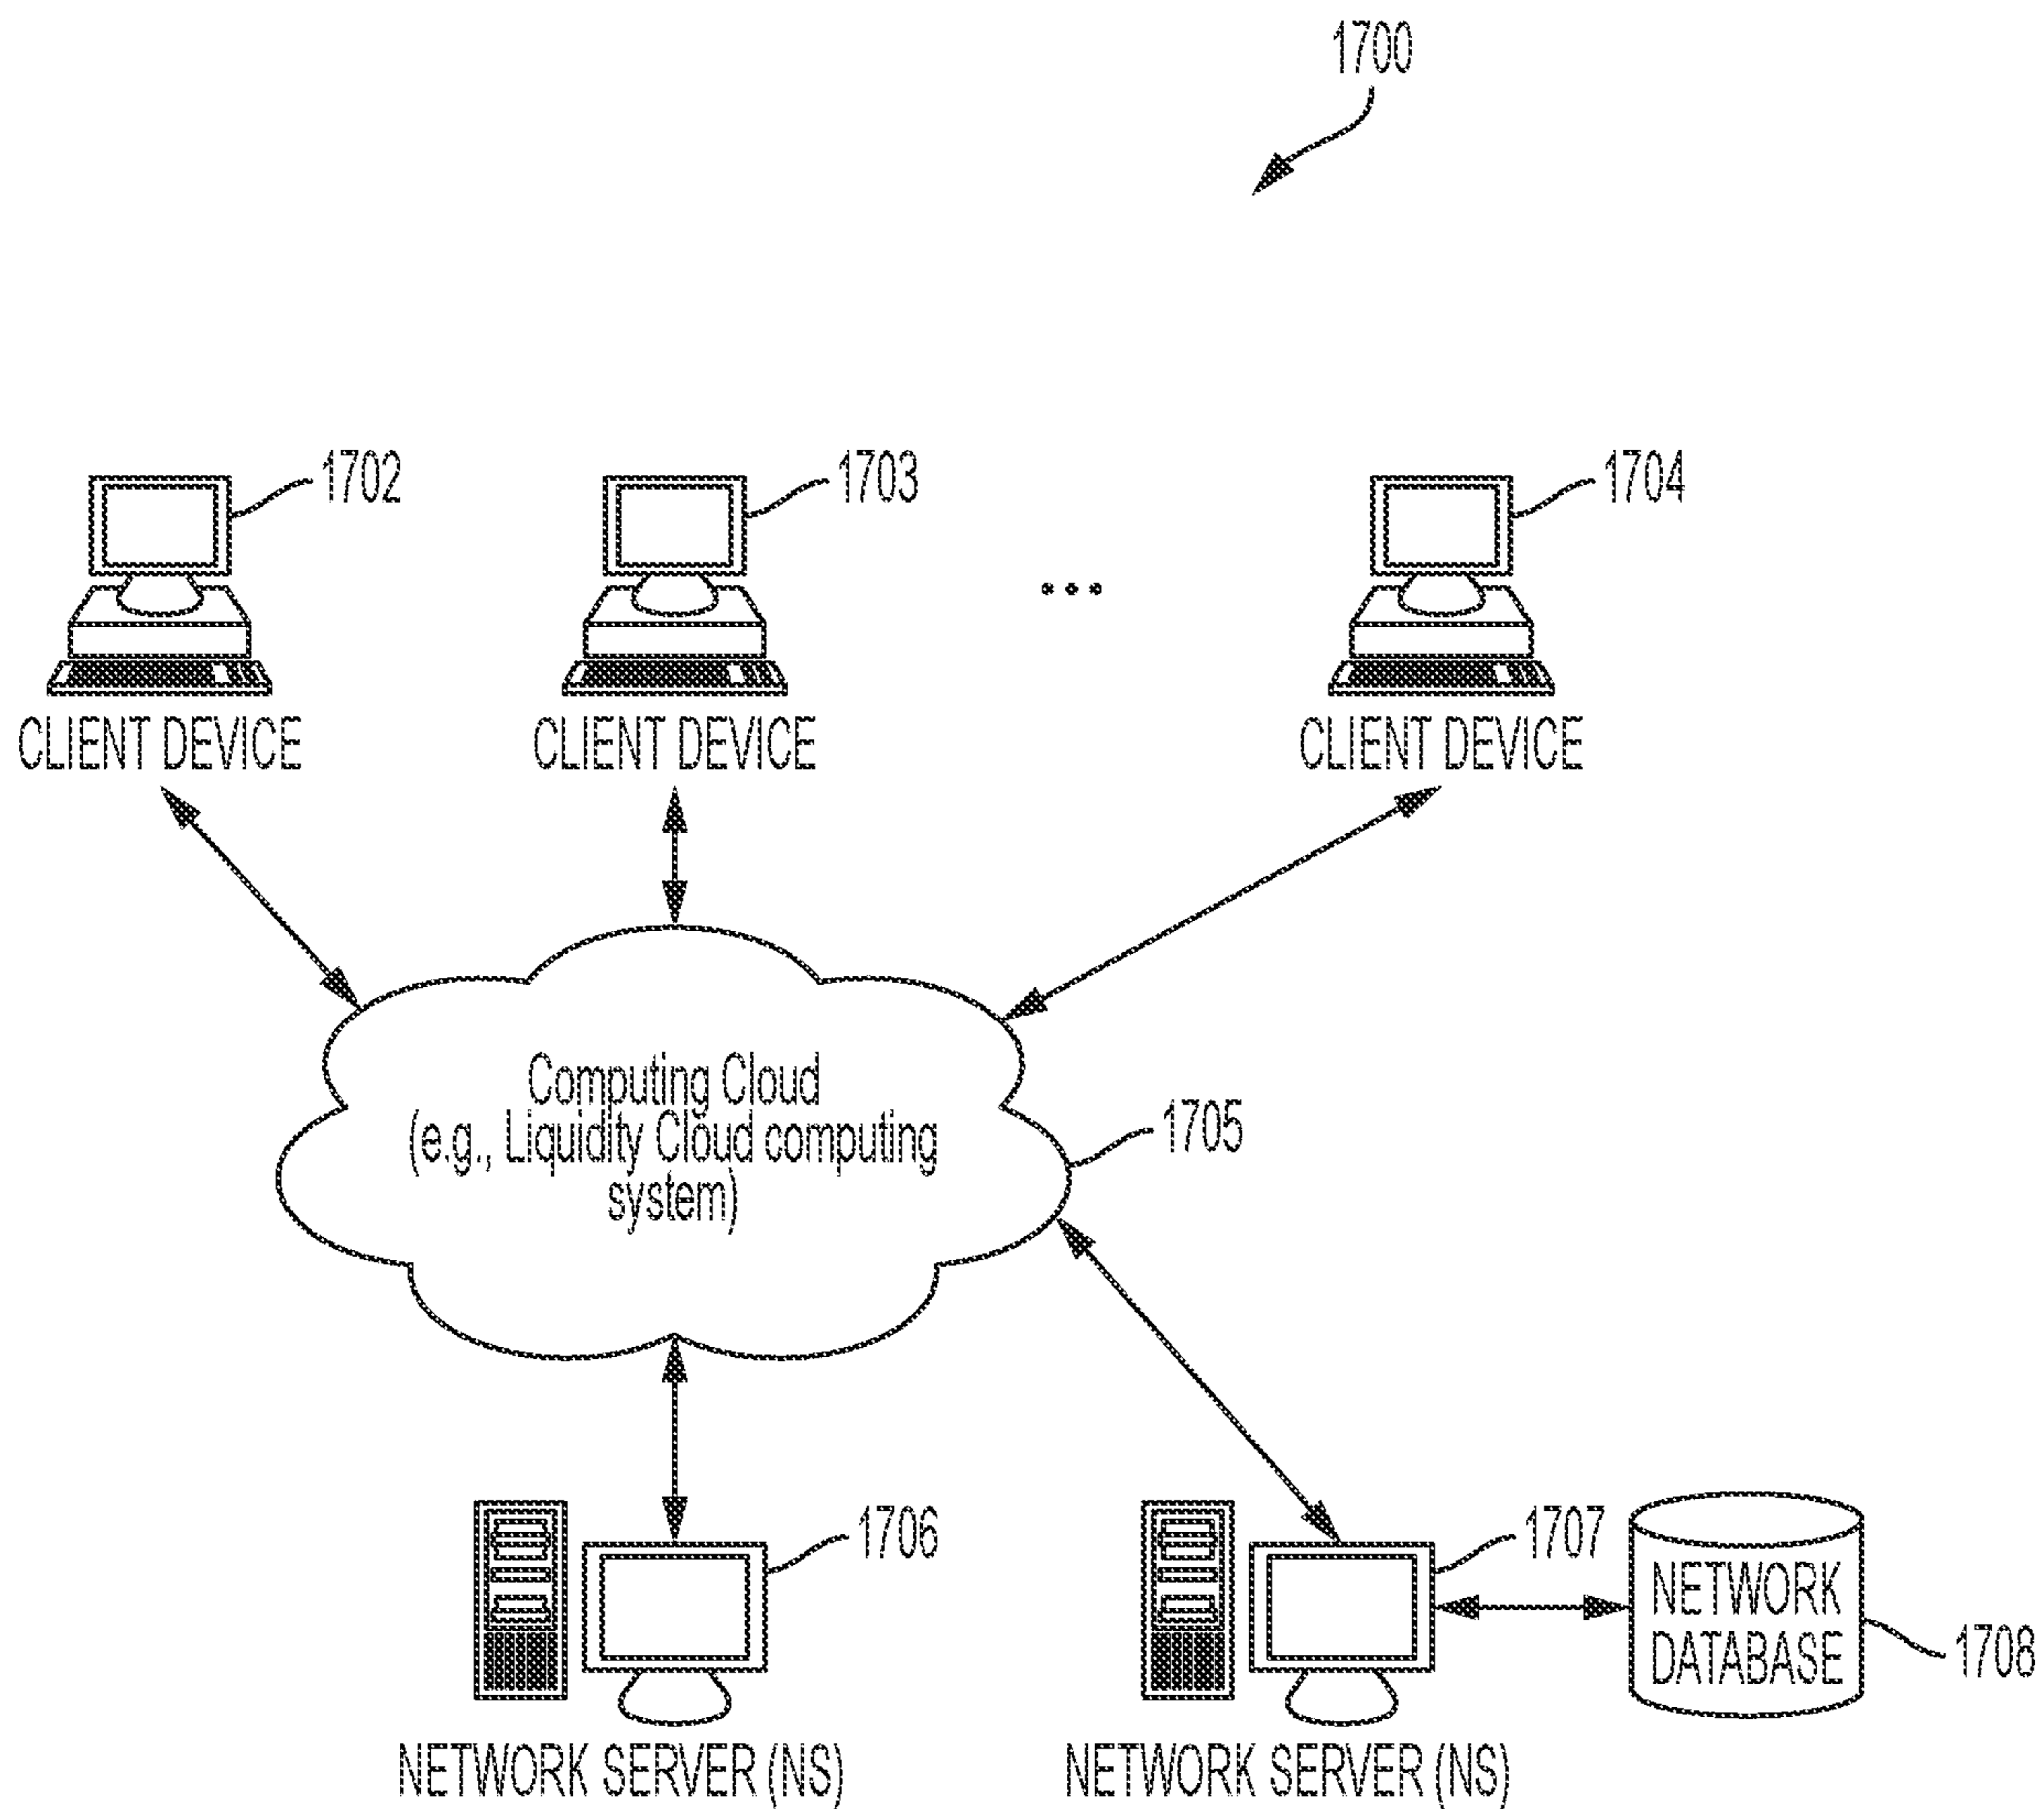 1700
1702
1703
1704
...
CLIENT DEVICE
CLIENT DEVICE
CLIENT DEVICE
Computing Cloud
(e.g., Liquidity Cloud computing
system)
1705
1706
1707
NETWORK
DATABASE
1708
NETWORK SERVER (NS)
NETWORK SERVER (NS)